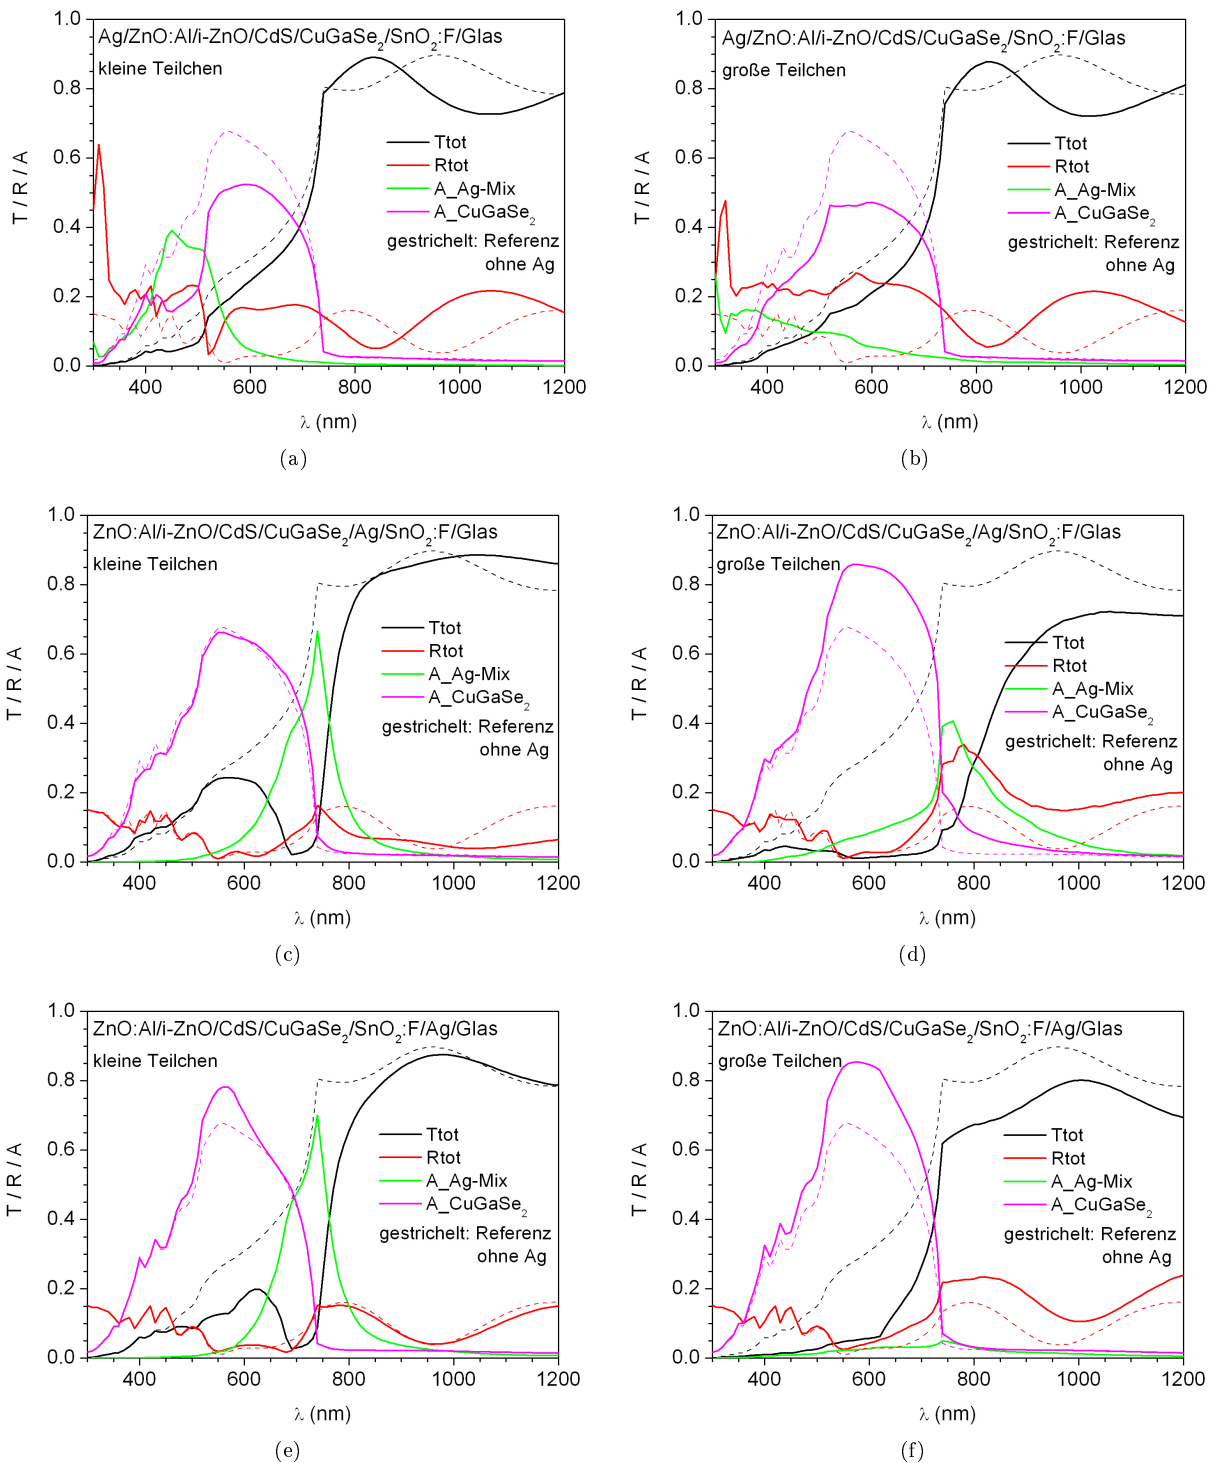 1.0
0.8
0.6
0.4
0.2
0.0
T / R / A
Ag/ZnO:Al/i-ZnO/CdS/CuGaSe2/SnO2:F/Glas
kleine Teilchen
Ttot
Rtot
A_Ag-Mix
A_CuGaSe2
gestrichelt: Referenz
ohne Ag
400 600 800 1000 1200
λ (nm)
(a)
1.0
0.8
0.6
0.4
0.2
0.0
T / R / A
Ag/ZnO:Al/i-ZnO/CdS/CuGaSe2/SnO2:F/Glas
große Teilchen
Ttot
Rtot
A_Ag-Mix
A_CuGaSe2
gestrichelt: Referenz
ohne Ag
400 600 800 1000 1200
λ (nm)
(b)
1.0
0.8
0.6
0.4
0.2
0.0
T / R / A
ZnO:Al/i-ZnO/CdS/CuGaSe2/Ag/SnO2:F/Glas
kleine Teilchen
Ttot
Rtot
A_Ag-Mix
A_CuGaSe2
gestrichelt: Referenz
ohne Ag
400 600 800 1000 1200
λ (nm)
(c)
1.0
0.8
0.6
0.4
0.2
0.0
T / R / A
ZnO:Al/i-ZnO/CdS/CuGaSe2/Ag/SnO2:F/Glas
große Teilchen
Ttot
Rtot
A_Ag-Mix
A_CuGaSe2
gestrichelt: Referenz
ohne Ag
400 600 800 1000 1200
λ (nm)
(d)
1.0
0.8
0.6
0.4
0.2
0.0
T / R / A
ZnO:Al/i-ZnO/CdS/CuGaSe2/SnO2:F/Ag/Glas
kleine Teilchen
Ttot
Rtot
A_Ag-Mix
A_CuGaSe2
gestrichelt: Referenz
ohne Ag
400 600 800 1000 1200
λ (nm)
(e)
1.0
0.8
0.6
0.4
0.2
0.0
T / R / A
ZnO:Al/i-ZnO/CdS/CuGaSe2/SnO2:F/Ag/Glas
große Teilchen
Ttot
Rtot
A_Ag-Mix
A_CuGaSe2
gestrichelt: Referenz
ohne Ag
400 600 800 1000 1200
λ (nm)
(f)